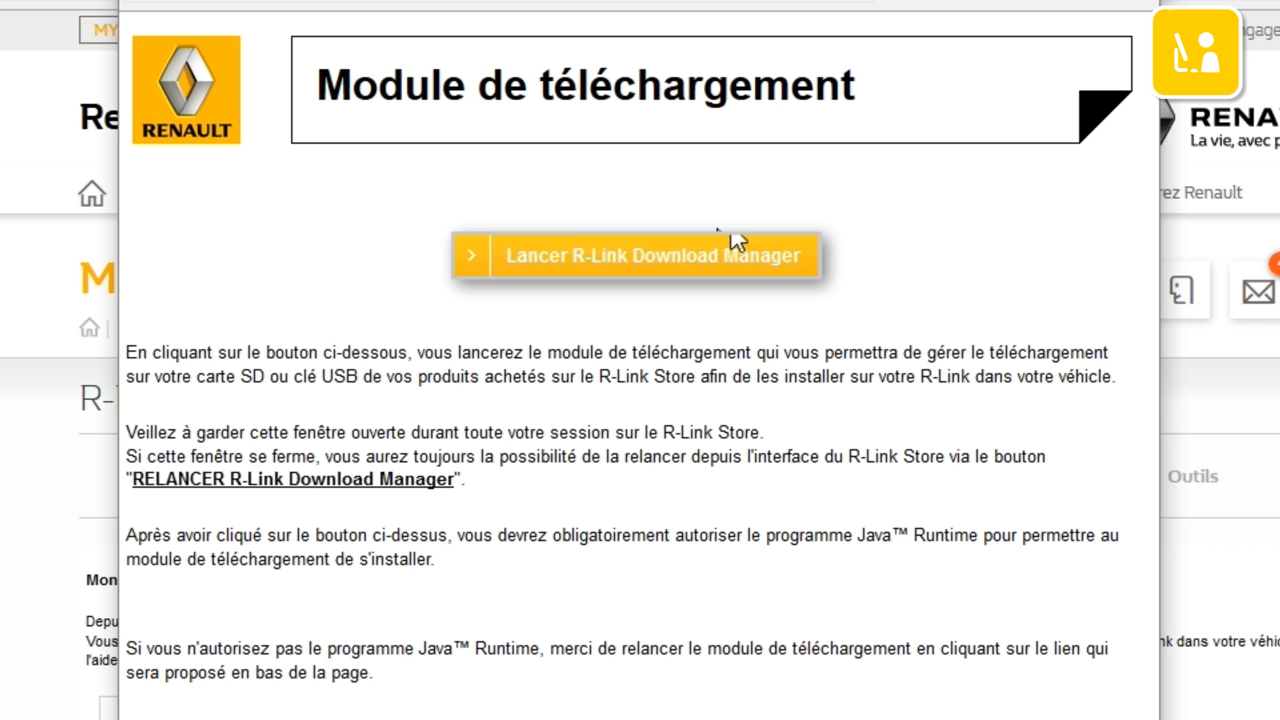 MY
ngage
RENAULT
Module de téléchargement
Re
RENA
La vie, avec p
rez Renault
Lancer R-Link Download Manager
M
En cliquant sur le bouton ci-dessous, vous lancerez le module de téléchargement qui vous permettra de gérer le téléchargement
sur votre carte SD ou clé USB de vos produits achetés sur le R-Link Store afin de les installer sur votre R-Link dans votre véhicle.
R-
Veillez à garder cette fenêtre ouverte durant toute votre session sur le R-Link Store.
Si cette fenêtre se ferme, vous aurez toujours la possibilité de la relancer depuis l'interface du R-Link Store via le bouton
"RELANCER R-Link Download Manager".
Outils
Après avoir cliqué sur le bouton ci-dessus, vous devrez obligatoirement autoriser le programme Java™ Runtime pour permettre au
module de téléchargement de s'installer.
Mon
Depu
Vous
l'aide
nk dans votre véhic
Si vous n'autorisez pas le programme Java™ Runtime, merci de relancer le module de téléchargement en cliquant sur le lien qui
sera proposé en bas de la page.